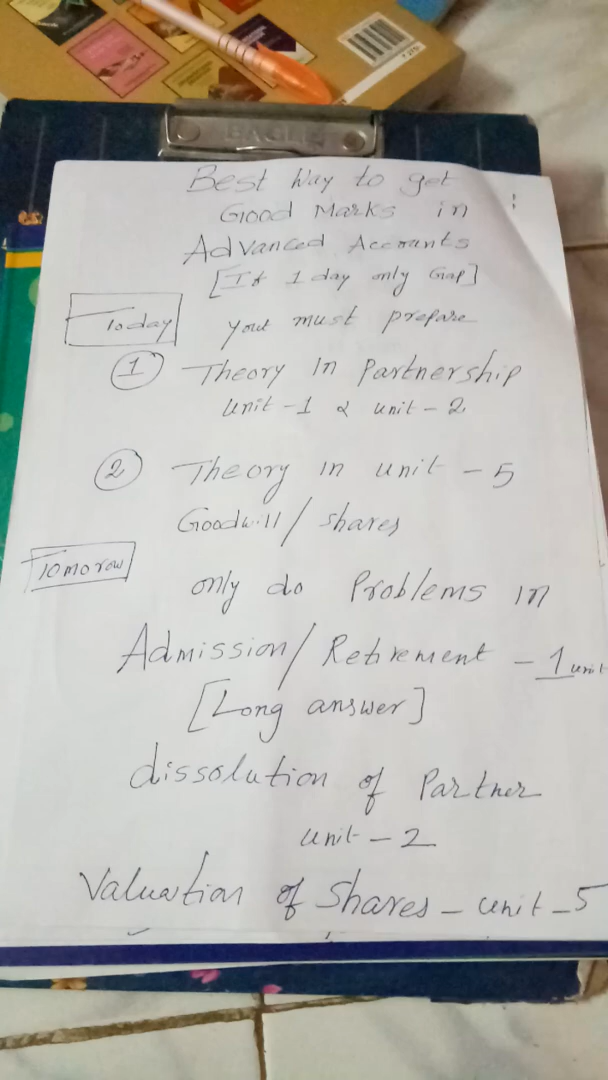 EAGLE
Best Way to get
Good Marks in
Advanced Accounts
[If 1 day only Gap]
Today you must prepare
① Theory in Partnership
unit - 1 & unit - 2
② Theory in unit - 5
Goodwill / shares
Tomorow
only do Problems in
Admission / Retirement - 1 unit
[Long answer]
dissolution of Partner
unit - 2
Valuation of Shares - unit - 5